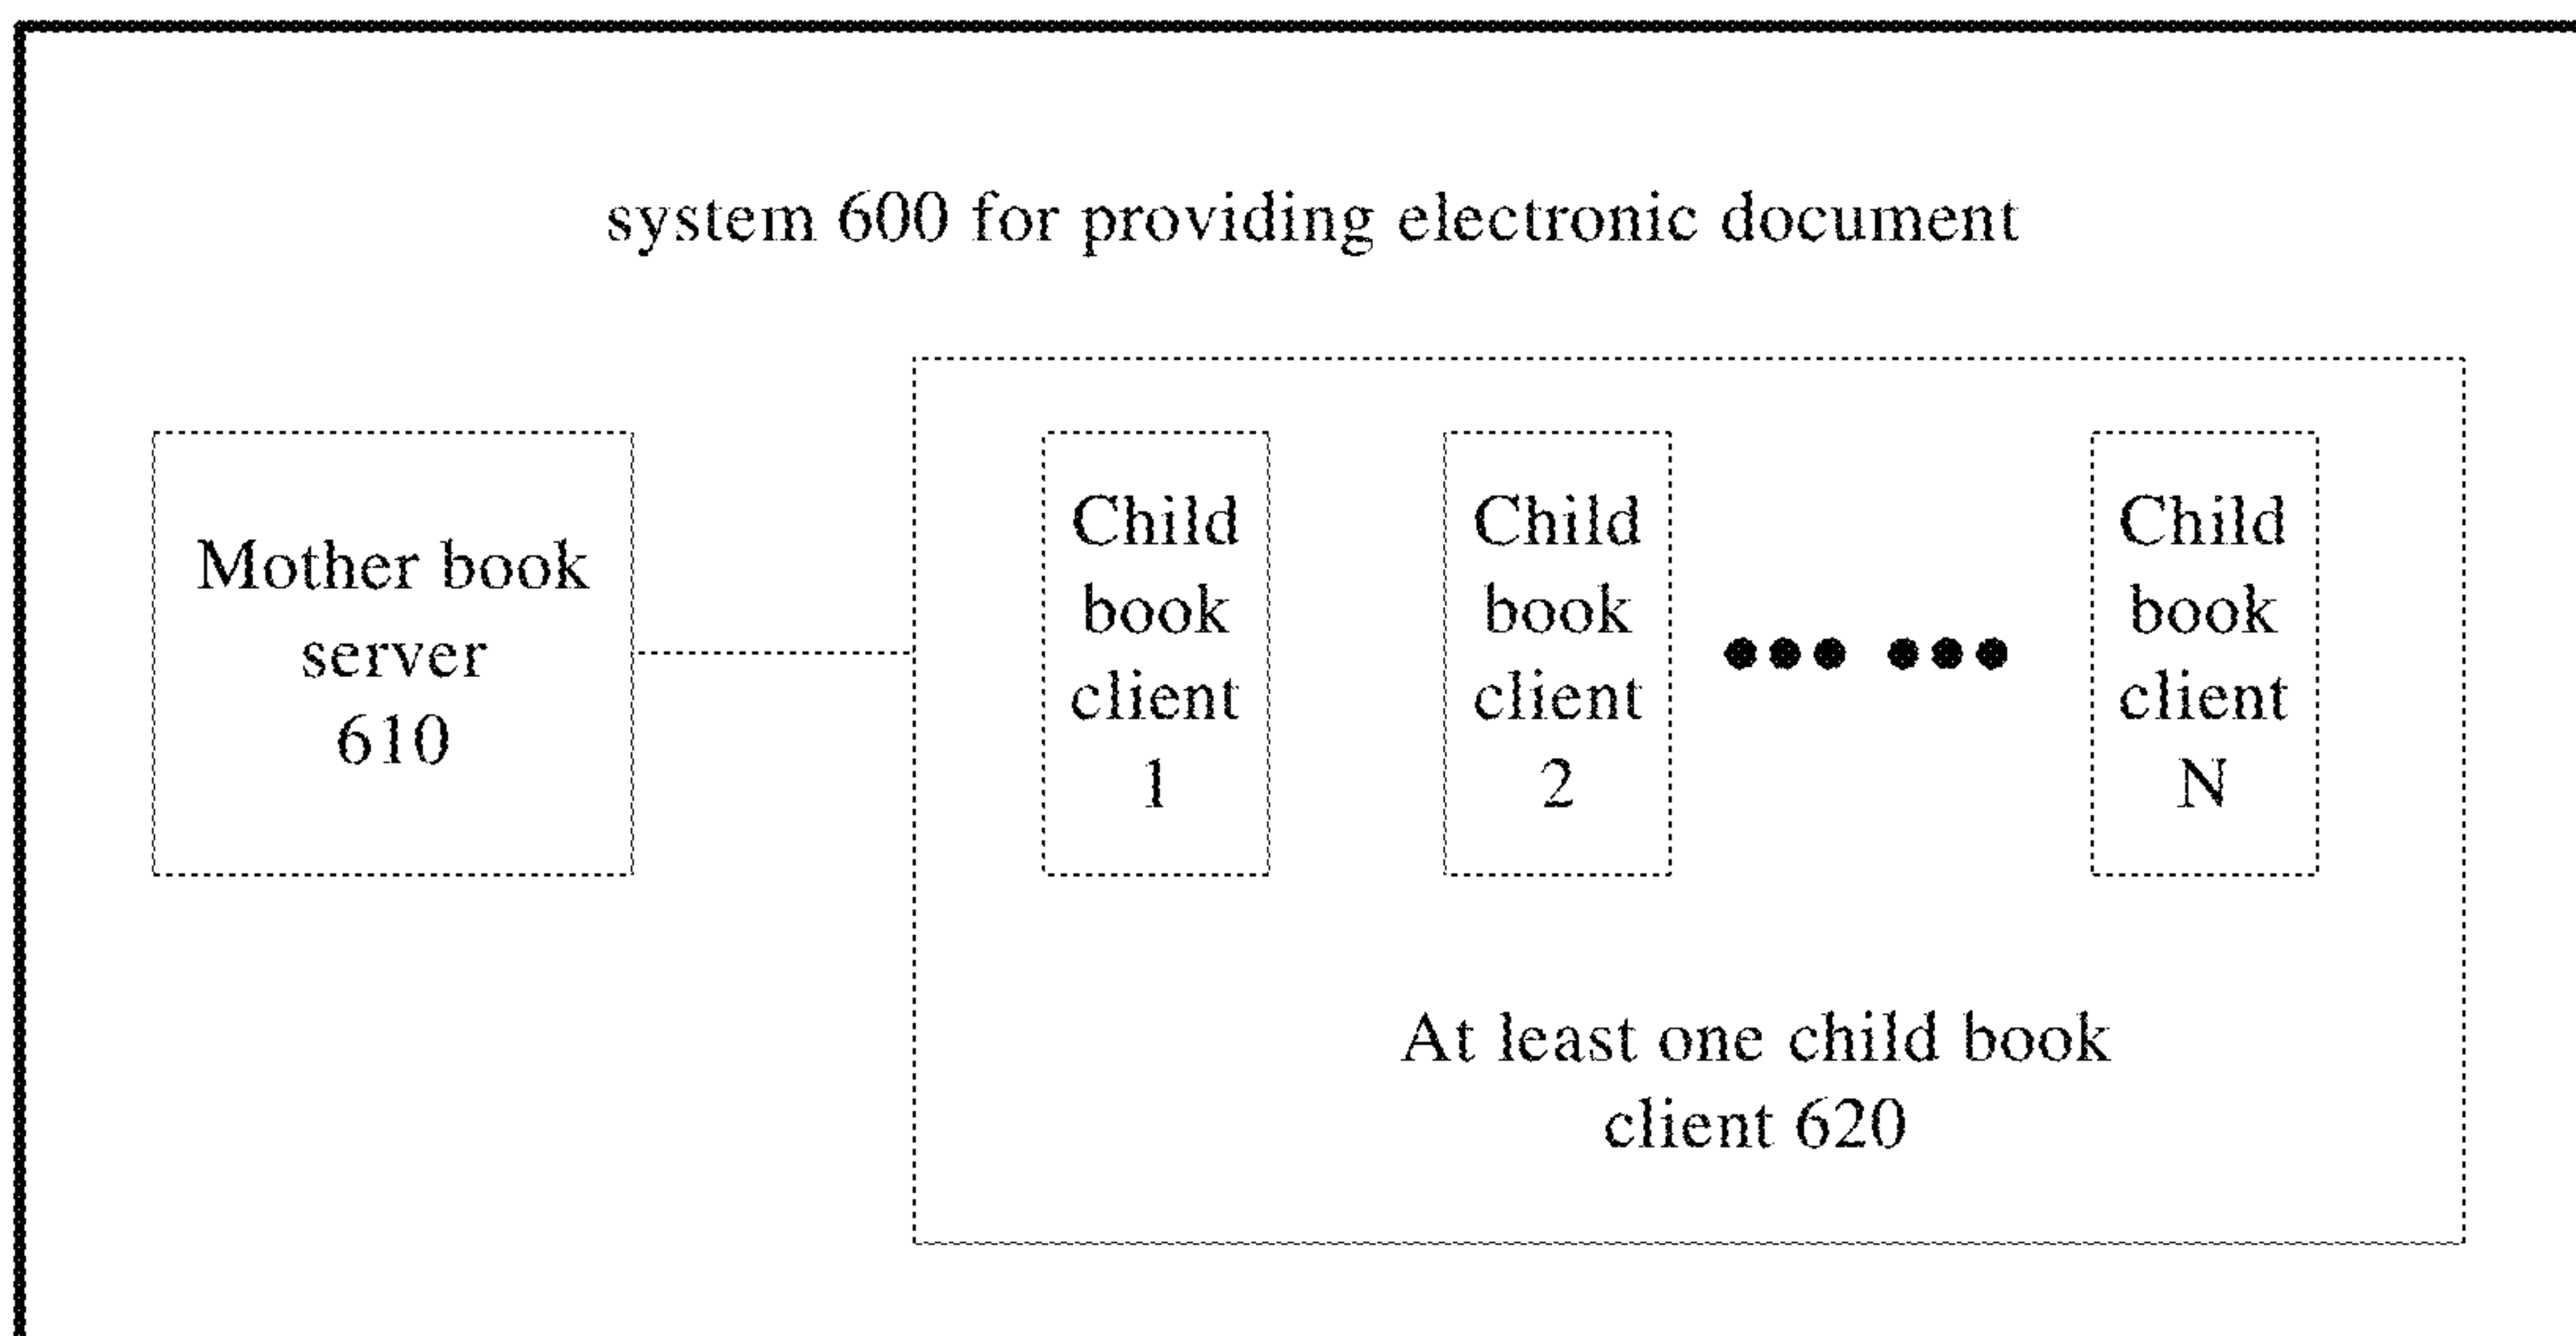 system 600 for providing electronic document
Mother book
server
610
Child
book
client
1
Child
book
client
2
Child
book
client
N
At least one child book
client 620